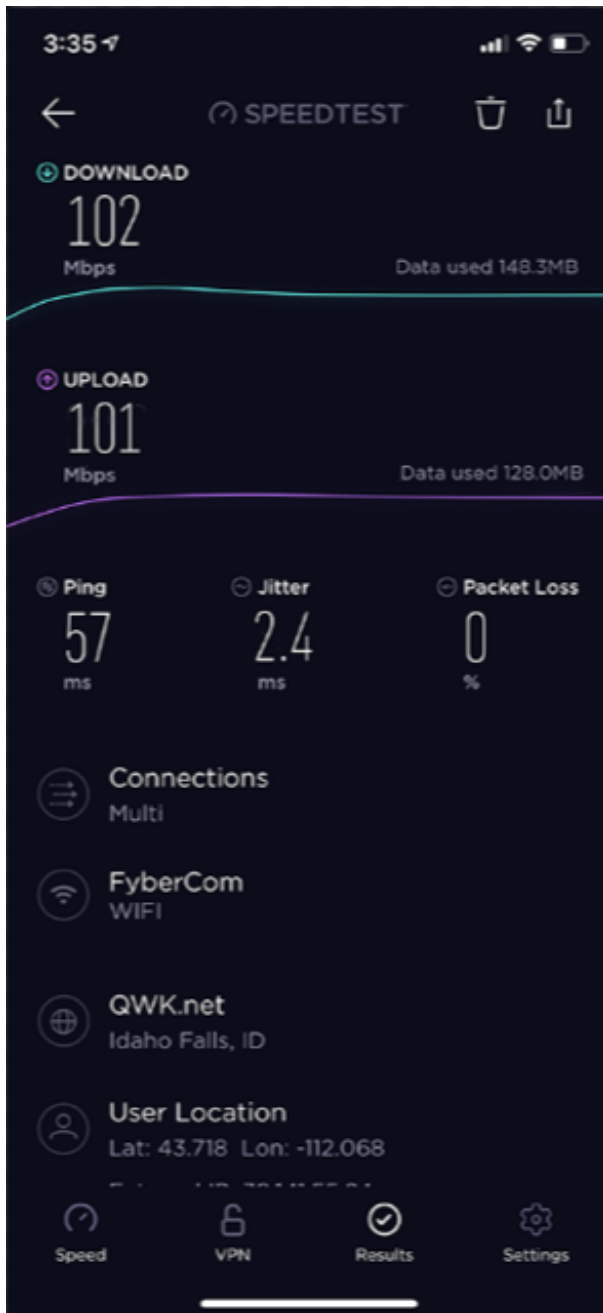 3:35
SPEEDTEST
DOWNLOAD
102
Mbps
Data used 148.3MB
UPLOAD
101
Mbps
Data used 128.0MB
Ping Jitter Packet Loss
57 2.4 0
ms ms %
Connections
Multi
FyberCom
WIFI
QWK.net
Idaho Falls, ID
User Location
Lat: 43.718 Lon: -112.068
Speed VPN Results Settings